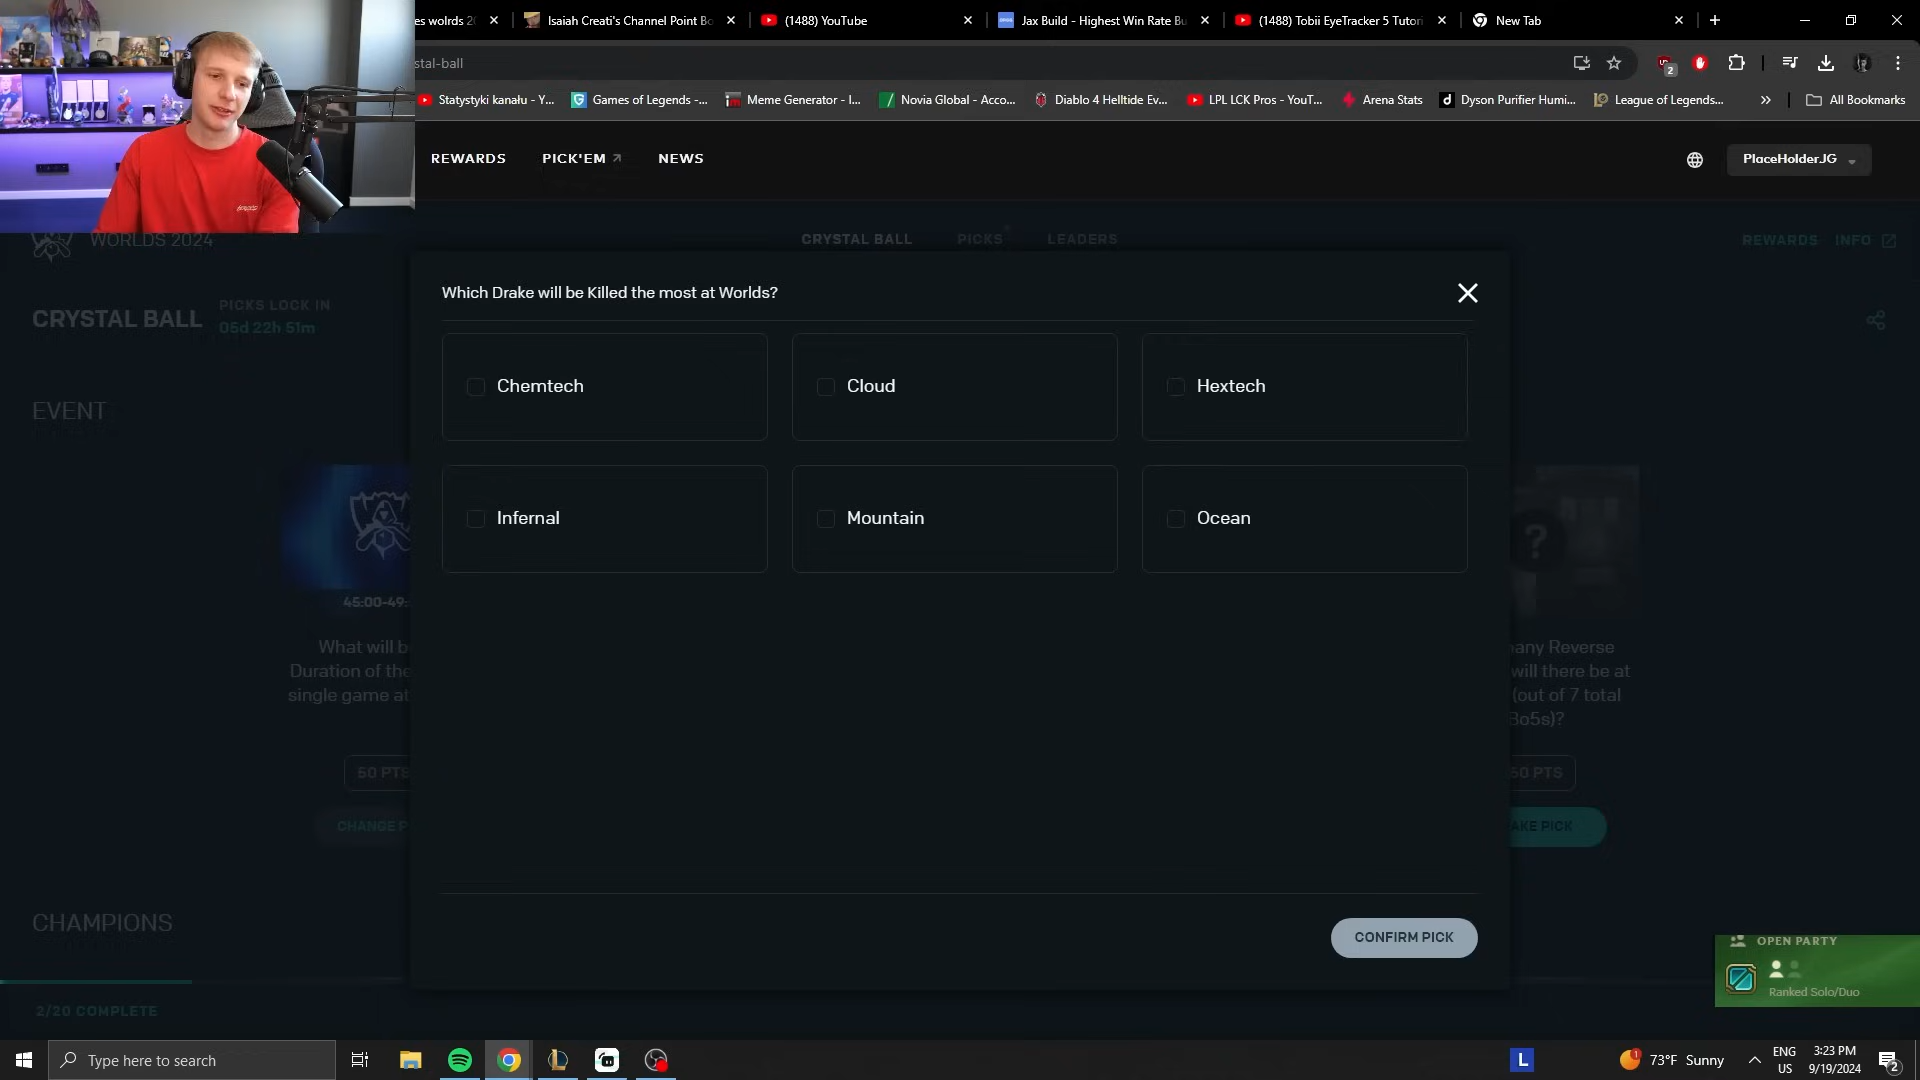 es wolrds 20
Isaiah Creati's Channel Point Bo
(1488) YouTube
Jax Build - Highest Win Rate Bu
(1488) Tobii EyeTracker 5 Tutori
New Tab
stal-ball
2
Statystyki kanału - Y...
Games of Legends -...
Meme Generator - I...
Novia Global - Acco...
Diablo 4 Helltide Ev...
LPL LCK Pros - YouT...
Arena Stats
Dyson Purifier Humi...
League of Legends...
All Bookmarks
REWARDS
PICK'EM
NEWS
PlaceHolderJG
WORLDS 2024
CRYSTAL BALL
PICKS
LEADERS
REWARDS
INFO
Which Drake will be Killed the most at Worlds?
CRYSTAL BALL
PICKS LOCK IN
05d 22h 51m
Chemtech
Cloud
Hextech
EVENT
Infernal
Mountain
Ocean
?
45:00-49:
What will b
Duration of the
single game at
any Reverse
will there be at
(out of 7 total
Bo5s)?
50 PTS
50 PTS
CHANGE P
AKE PICK
CHAMPIONS
CONFIRM PICK
OPEN PARTY
Ranked Solo/Duo
2/20 COMPLETE
Type here to search
L
1
73°F Sunny
ENG
US
3:23 PM
9/19/2024
2